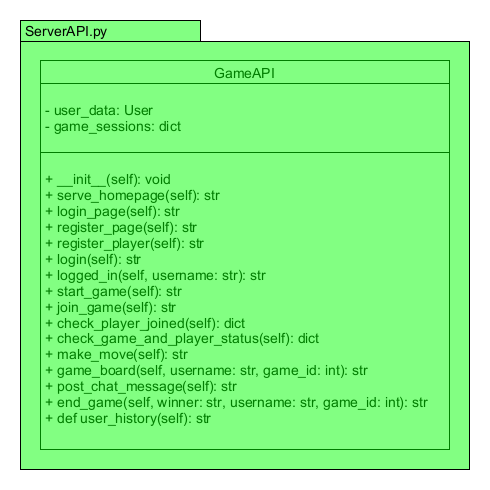 ServerAPI.py
GameAPI
- user_data: User
- game_sessions: dict
+ __init__(self): void
+ serve_homepage(self): str
+ login_page(self): str
+ register_page(self): str
+ register_player(self): str
+ login(self): str
+ logged_in(self, username: str): str
+ start_game(self): str
+ join_game(self): str
+ check_player_joined(self): dict
+ check_game_and_player_status(self): dict
+ make_move(self): str
+ game_board(self, username: str, game_id: int): str
+ post_chat_message(self): str
+ end_game(self, winner: str, username: str, game_id: int): str
+ def user_history(self): str